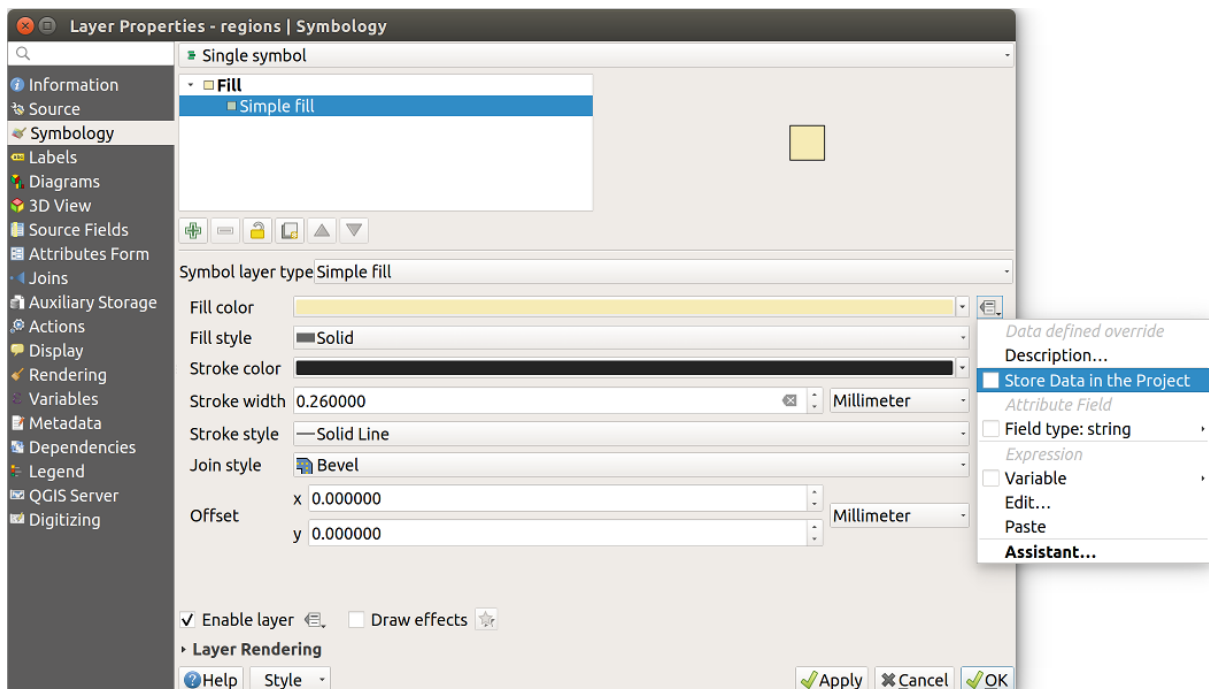 Layer Properties - regions | Symbology
Single symbol
Information
Source
Symbology
Labels
Diagrams
3D View
Source Fields
Attributes Form
Joins
Auxiliary Storage
Actions
Display
Rendering
Variables
Metadata
Dependencies
Legend
QGIS Server
Digitizing
Fill
Simple fill
Symbol layer type Simple fill
Fill color
Fill style Solid
Stroke color
Stroke width 0.260000 Millimeter
Stroke style Solid Line
Join style Bevel
Offset x 0.000000 Millimeter
y 0.000000
Data defined override
Description...
Store Data in the Project
Attribute Field
Field type: string
Expression
Variable
Edit...
Paste
Assistant...
Enable layer Draw effects
Layer Rendering
Help Style Apply Cancel OK